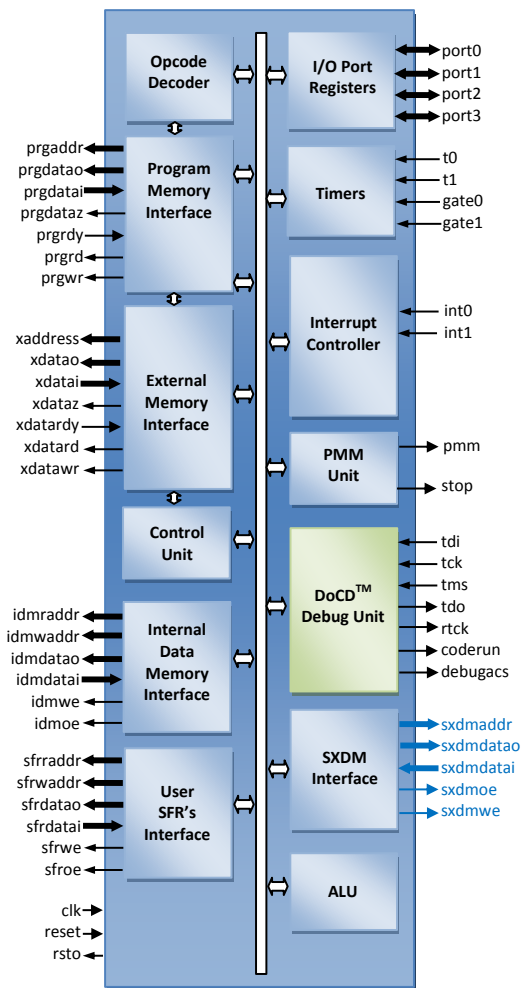 Opcode
Decoder
prgaddr
prgdatao
prgdatai
prgdataz
prgrdy
prgrd
prgwr
Program
Memory
Interface
xaddress
xdatao
xdatai
xdataz
xdatardy
xdatard
xdatawr
External
Memory
Interface
Control
Unit
idmraddr
idmwaddr
idmdatao
idmdatai
idmwe
idmoe
Internal
Data
Memory
Interface
sfrraddr
sfrwaddr
sfrdatao
sfrdatai
sfrwe
sfroe
User
SFR's
Interface
clk
reset
rsto
I/O Port
Registers
port0
port1
port2
port3
Timers
t0
t1
gate0
gate1
Interrupt
Controller
int0
int1
PMM
Unit
pmm
stop
DoCD™
Debug Unit
tdi
tck
tms
tdo
rtck
coderun
debugacs
SXDM
Interface
sxdmaddr
sxdmdatao
sxdmdatai
sxdmoe
sxdmwe
ALU